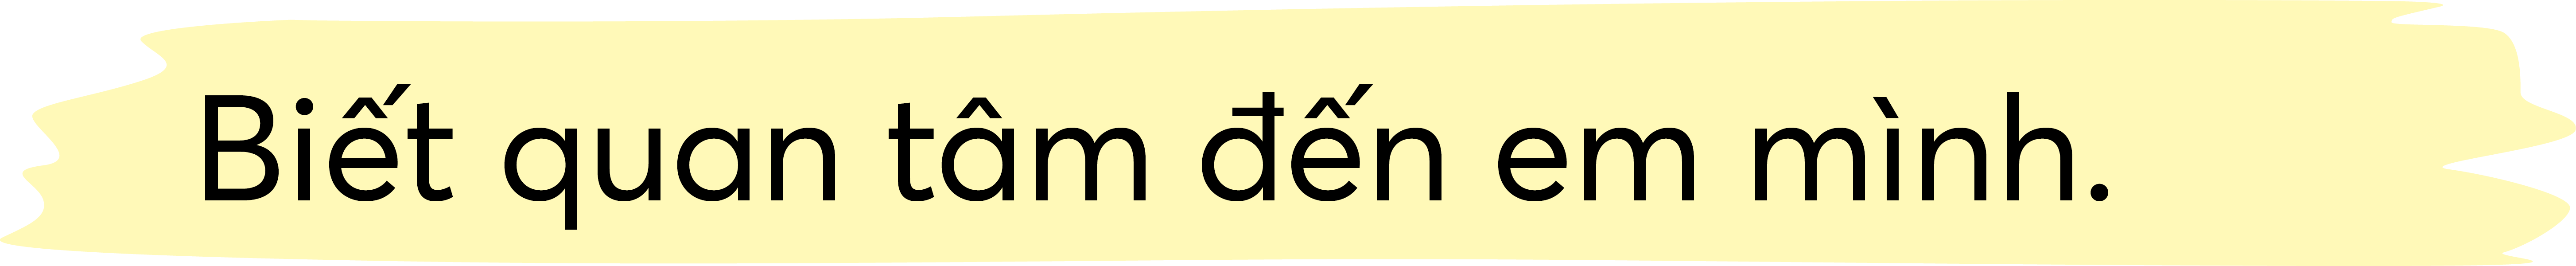 Biết quan tâm đến em mình.